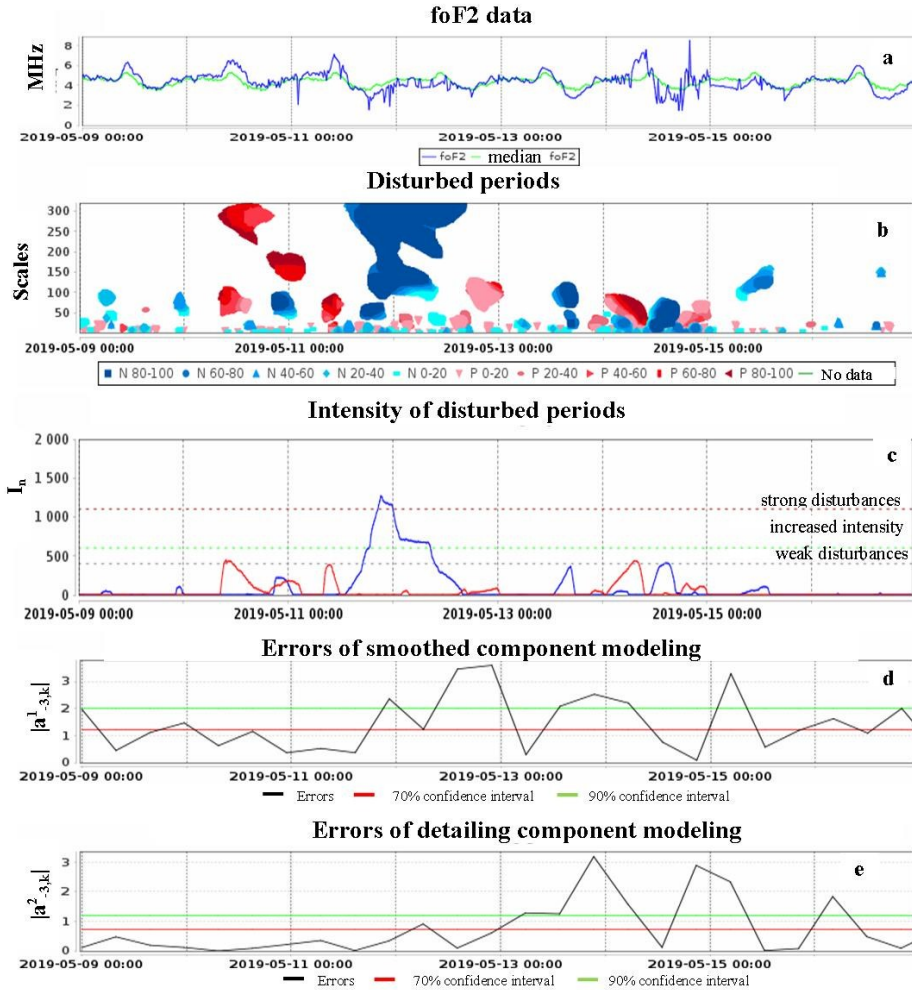 foF2 data
MHz
8
6
4
2
0
a
2019-05-09 00:00 2019-05-11 00:00 2019-05-13 00:00 2019-05-15 00:00
foF2 median foF2
Disturbed periods
Scales
300
250
200
150
100
50
b
2019-05-09 00:00 2019-05-11 00:00 2019-05-13 00:00 2019-05-15 00:00
N 80-100 N 60-80 N 40-60 N 20-40 N 0-20 P 0-20 P 20-40 P 40-60 P 60-80 P 80-100 No data
Intensity of disturbed periods
In
2 000
1 500
1 000
500
0
c
strong disturbances
increased intensity
weak disturbances
2019-05-09 00:00 2019-05-11 00:00 2019-05-13 00:00 2019-05-15 00:00
Errors of smoothed component modeling
|a¹-3,k|
3
2
1
0
d
2019-05-09 00:00 2019-05-11 00:00 2019-05-13 00:00 2019-05-15 00:00
Errors 70% confidence interval 90% confidence interval
Errors of detailing component modeling
|a²-3,k|
3
2
1
0
e
2019-05-09 00:00 2019-05-11 00:00 2019-05-13 00:00 2019-05-15 00:00
Errors 70% confidence interval 90% confidence interval